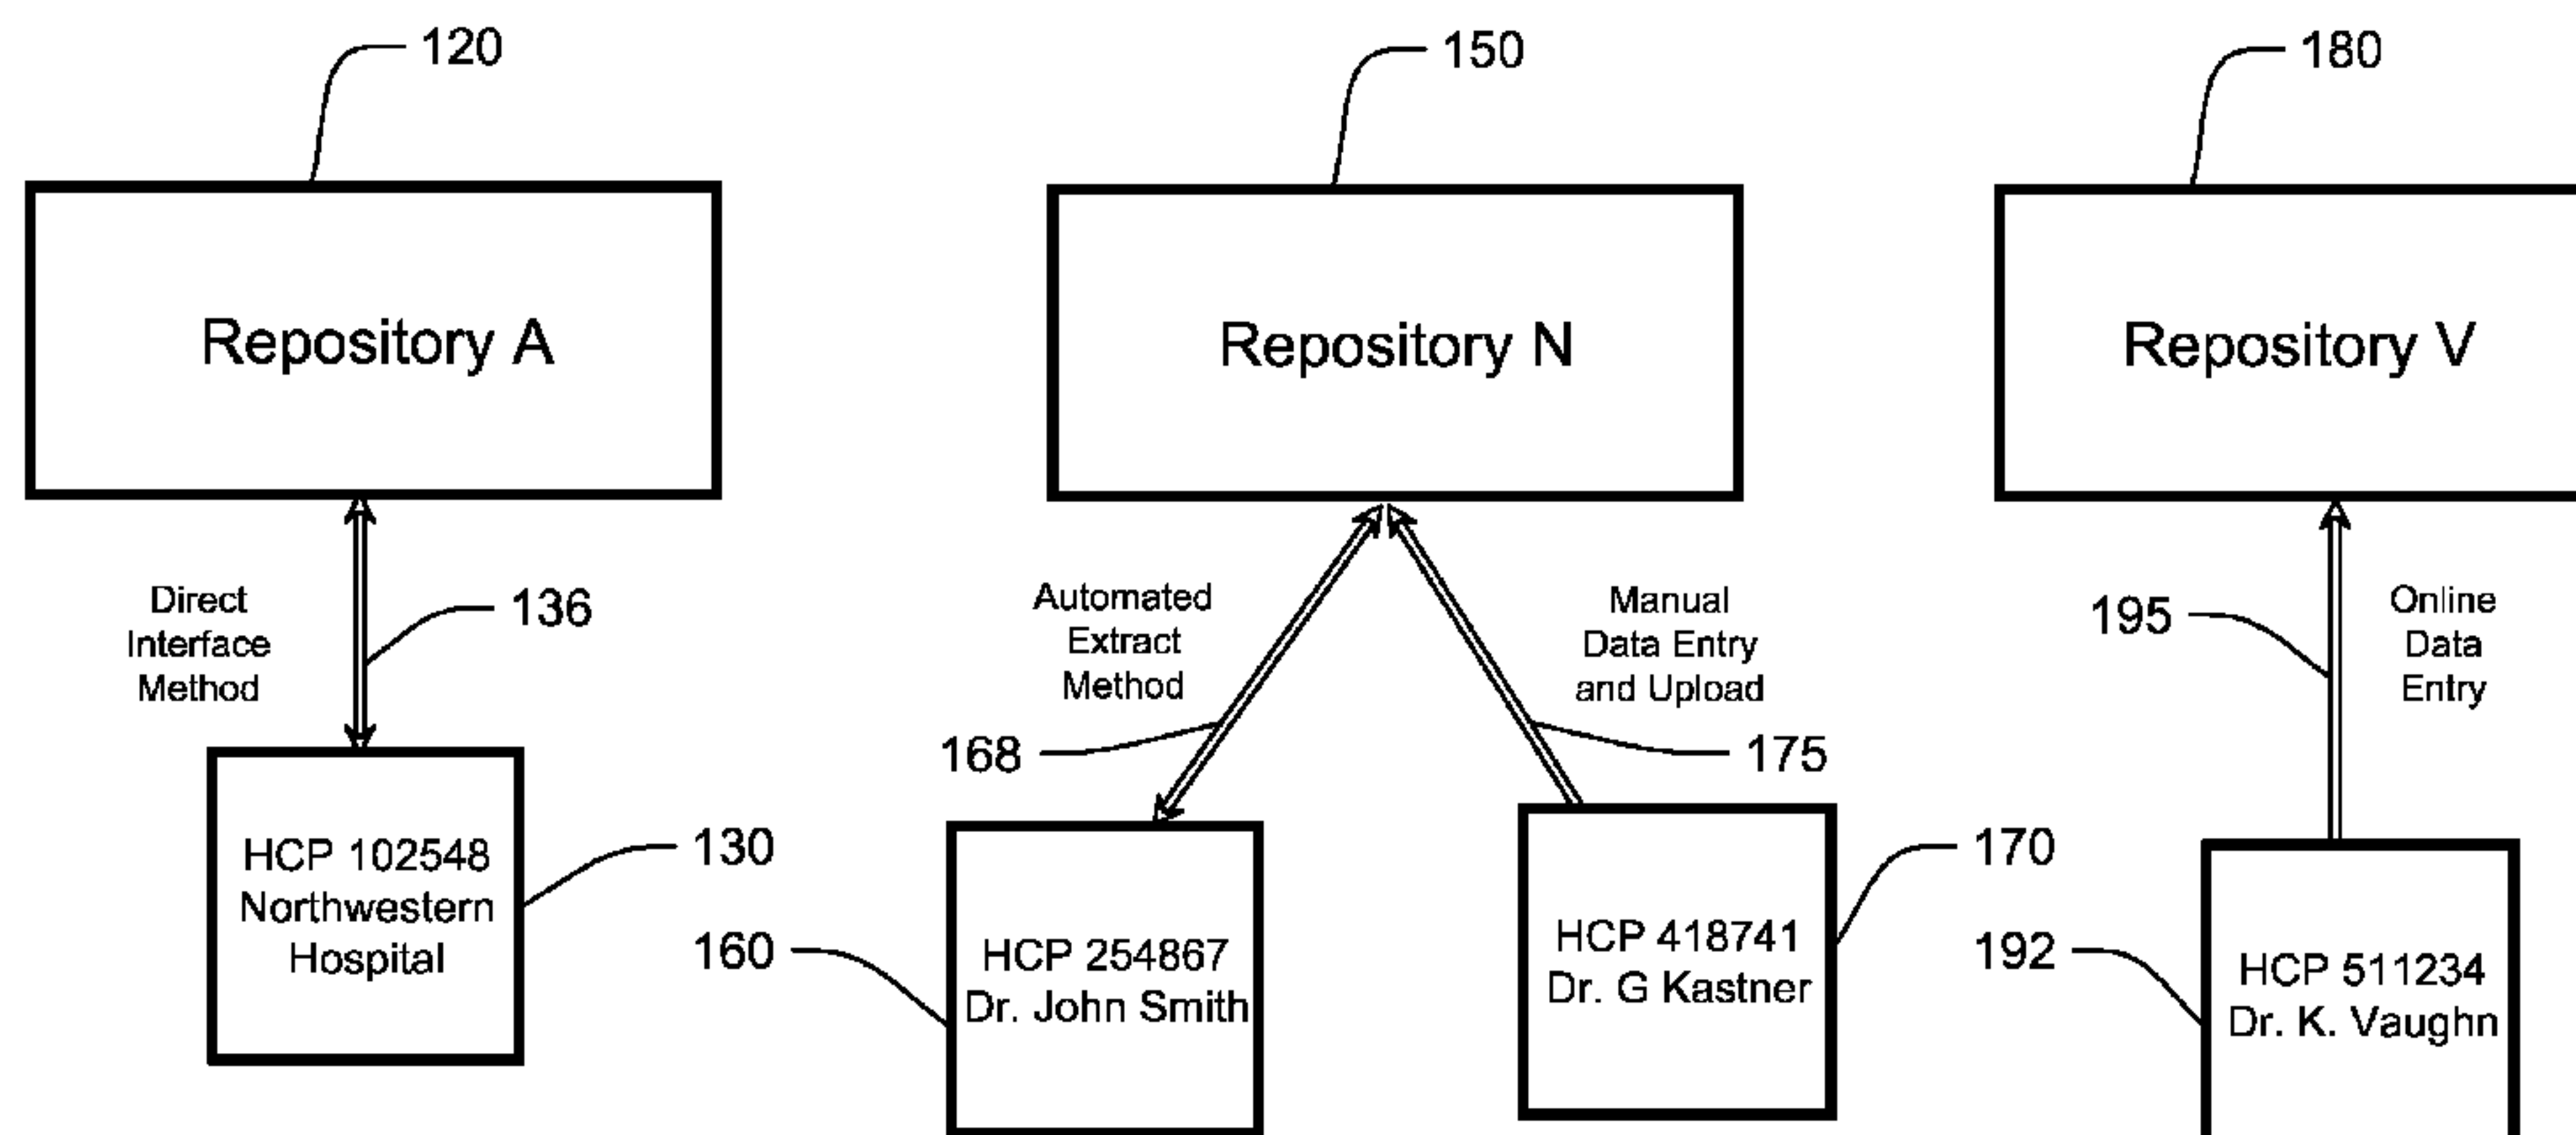 120
150
180
Repository A
Repository N
Repository V
Direct
Interface
Method
136
Automated
Extract
Method
168
Manual
Data Entry
and Upload
175
195
Online
Data
Entry
HCP 102548
Northwestern
Hospital
130
160
HCP 254867
Dr. John Smith
HCP 418741
Dr. G Kastner
170
192
HCP 511234
Dr. K. Vaughn